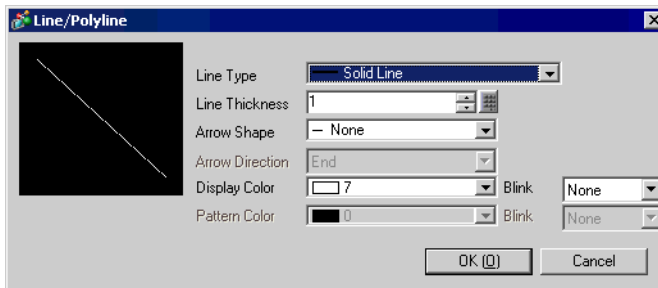 Line/Polyline
Line Type Solid Line
Line Thickness 1
Arrow Shape None
Arrow Direction End
Display Color 7 Blink None
Pattern Color 0 Blink None
OK (O) Cancel